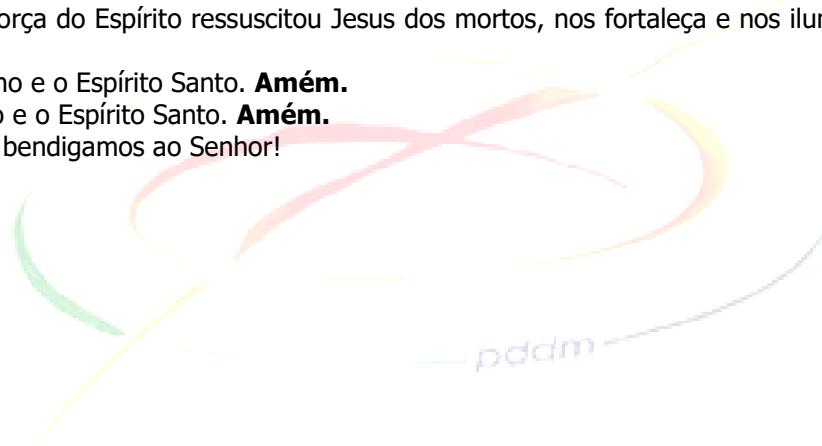 orça do Espírito ressuscitou Jesus dos mortos, nos fortaleça e nos ilu
no e o Espírito Santo. Amém.
o e o Espírito Santo. Amém.
bendigamos ao Senhor!
pddm